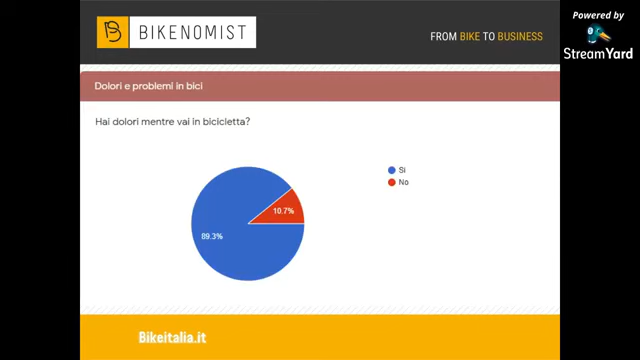 BIKENOMIST
FROM BIKE TO BUSINESS
Powered by
StreamYard
Dolori e problemi in bici
Hai dolori mentre vai in bicicletta?
Sì
No
10.7%
89.3%
Bikeitalia.it